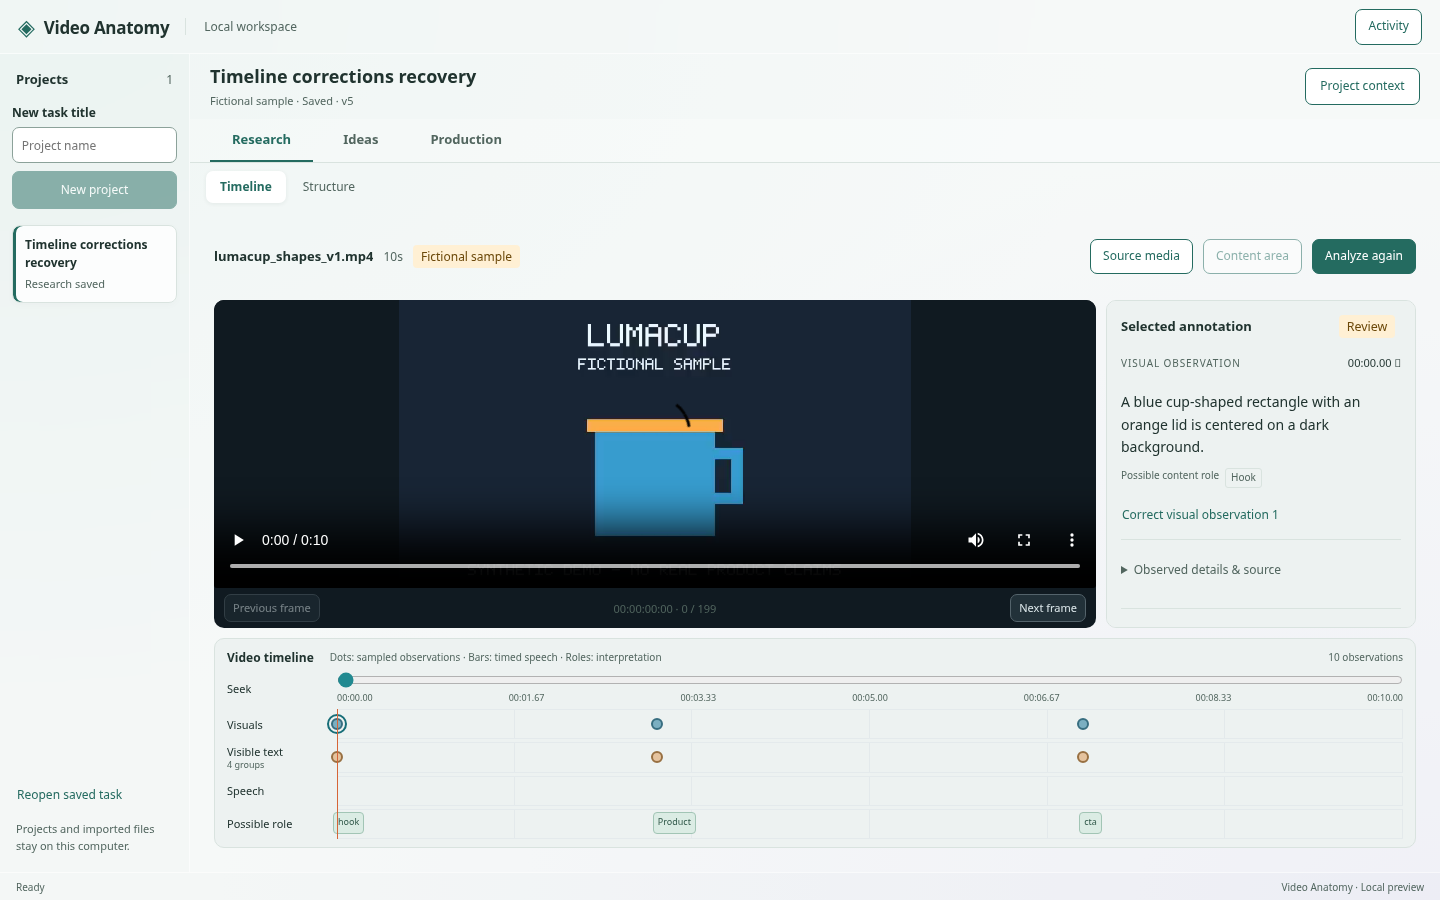 Video Anatomy
Local workspace
Activity
Projects
1
New task title
Project name
New project
Timeline corrections
recovery
Research saved
Reopen saved task
Projects and imported files
stay on this computer.
Timeline corrections recovery
Fictional sample · Saved · v5
Project context
Research
Ideas
Production
Timeline
Structure
lumacup_shapes_v1.mp4
10s
Fictional sample
Source media
Content area
Analyze again
LUMACUP
FICTIONAL SAMPLE
0:00 / 0:10
SYNTHETIC DEMO — NO REAL PRODUCT CLAIMS
Previous frame
00:00:00:00 · 0 / 199
Next frame
Selected annotation
Review
VISUAL OBSERVATION
00:00.00
A blue cup-shaped rectangle with an
orange lid is centered on a dark
background.
Possible content role
Hook
Correct visual observation 1
Observed details & source
Video timeline
Dots: sampled observations · Bars: timed speech · Roles: interpretation
10 observations
Seek
00:00.00
00:01.67
00:03.33
00:05.00
00:06.67
00:08.33
00:10.00
Visuals
Visible text
4 groups
Speech
Possible role
hook
Product
cta
Ready
Video Anatomy · Local preview